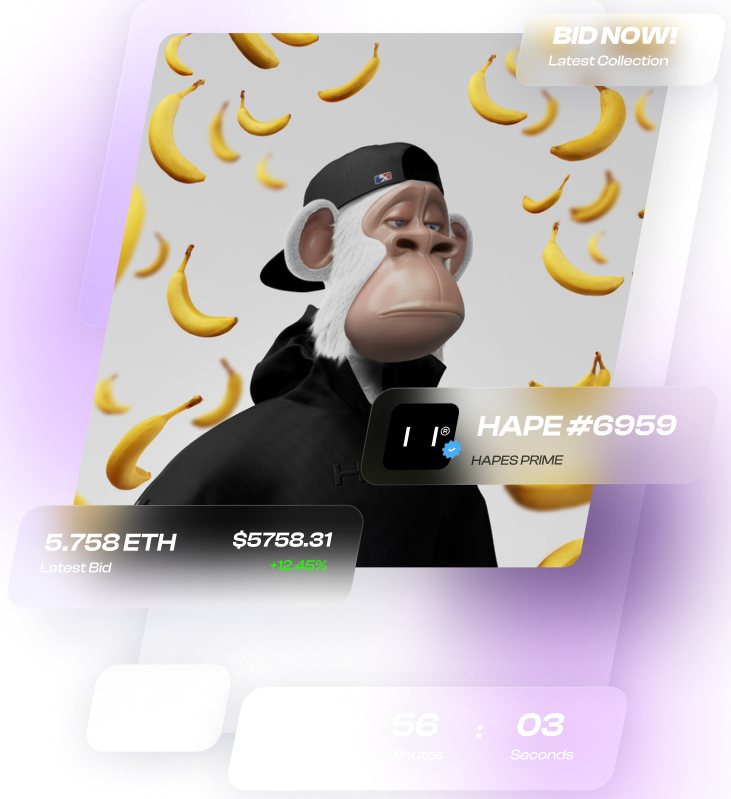 BID NOW!
Latest Collection
®
HAPE #6959
HAPES PRIME
5.758 ETH
$5758.31
Latest Bid
+12,45%
56 : 03
Minutes
Seconds